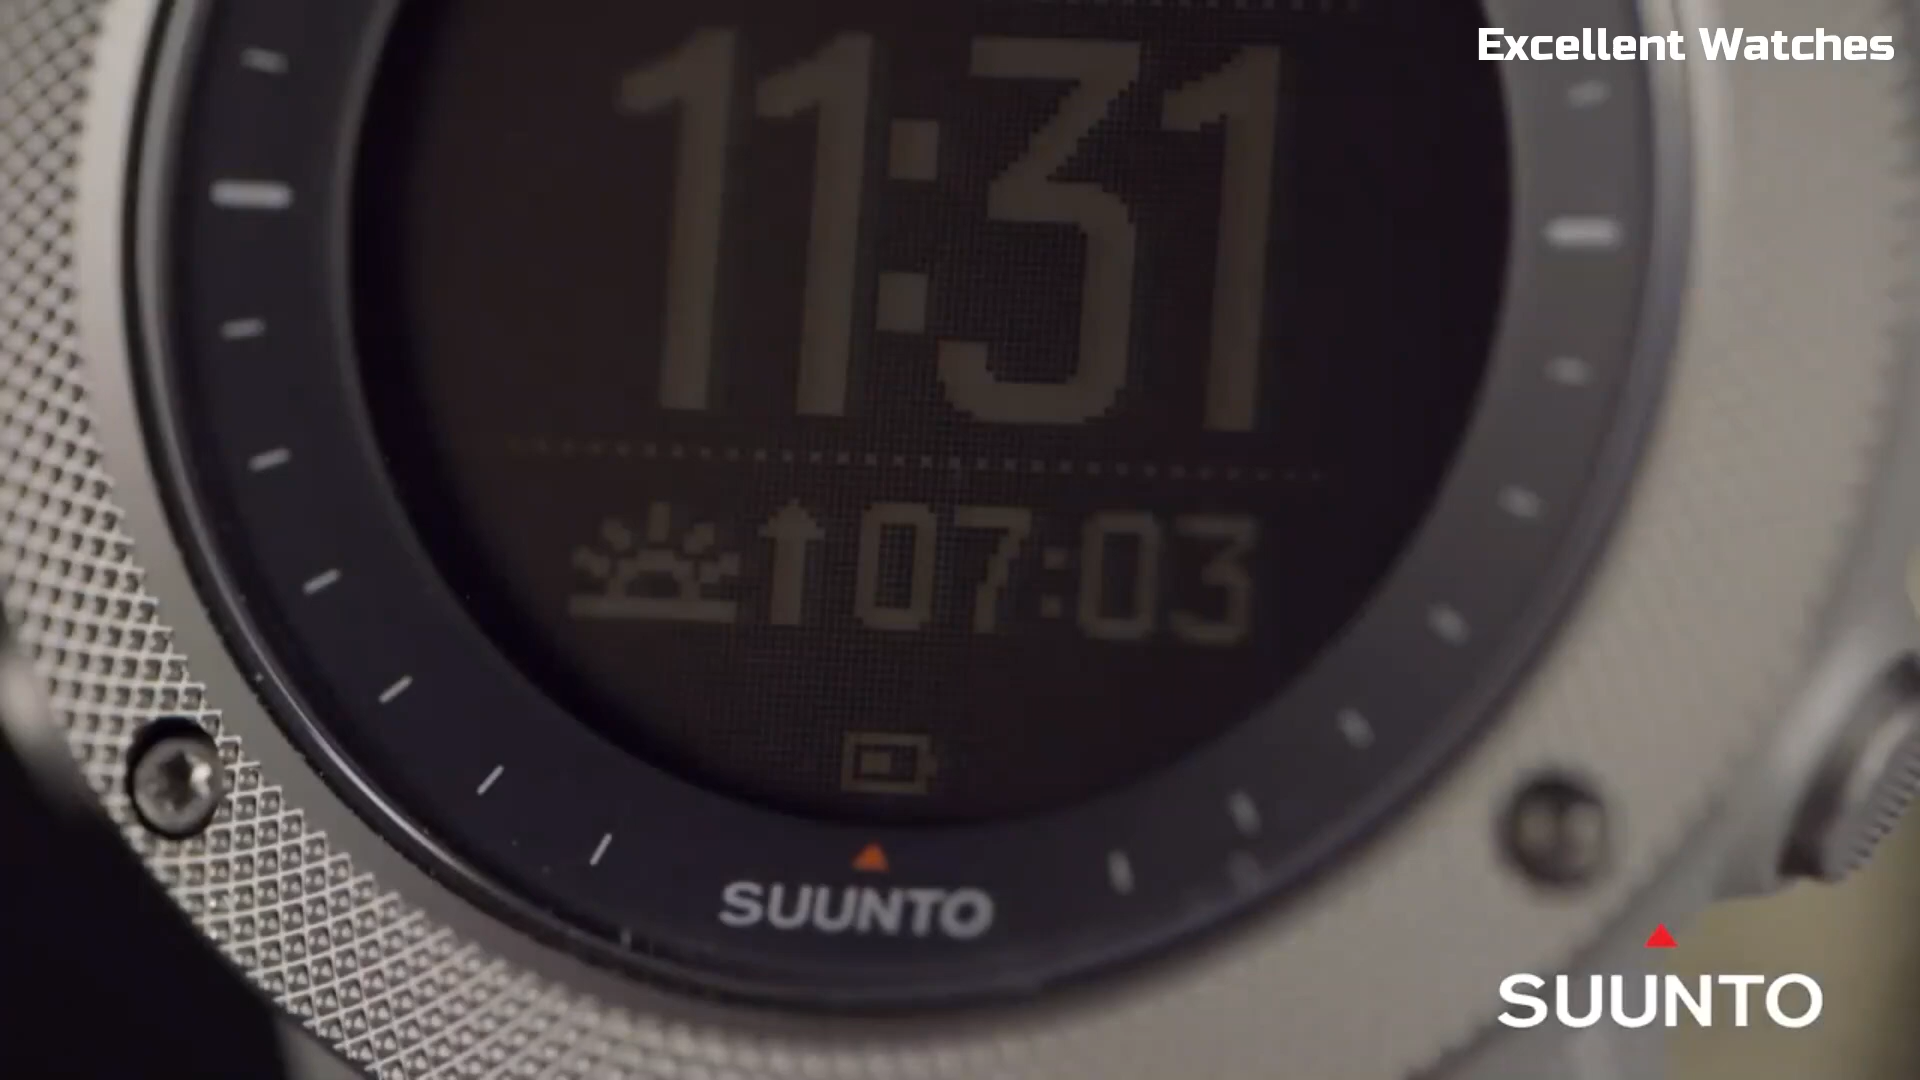 Excellent Watches
11:31
07:03
SUUNTO
SUUNTO